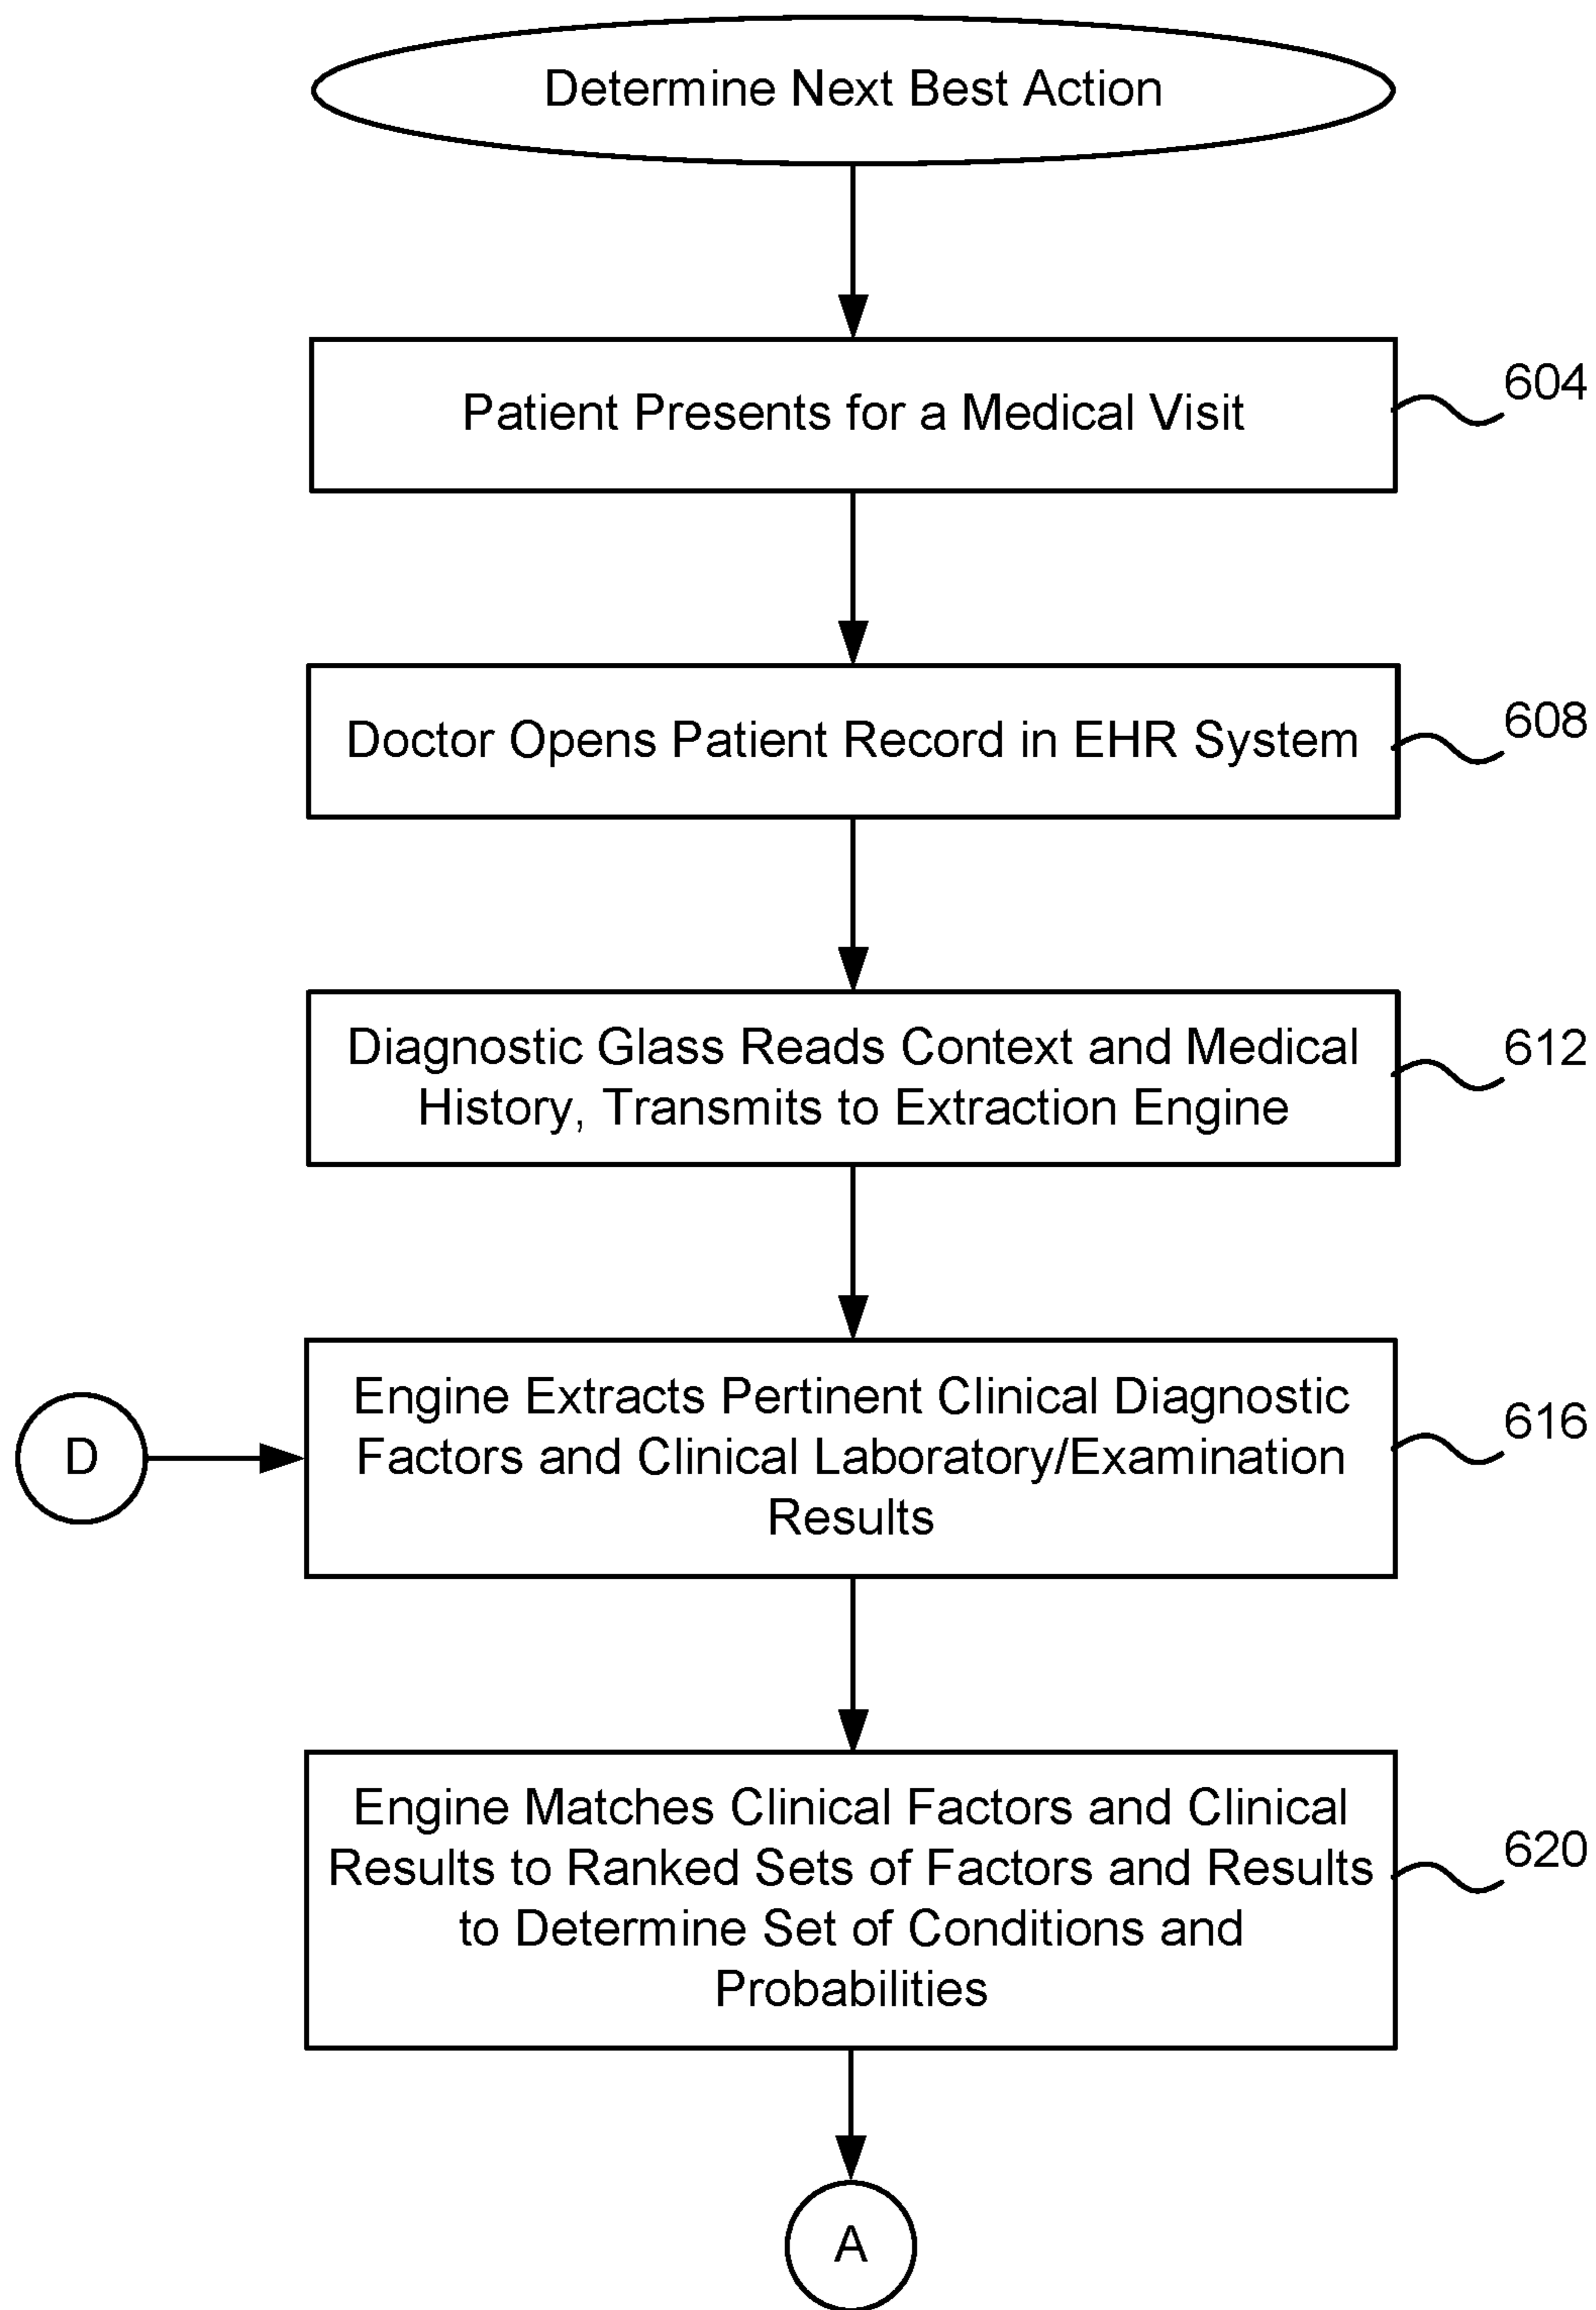 Determine Next Best Action
Patient Presents for a Medical Visit
604
Doctor Opens Patient Record in EHR System
608
Diagnostic Glass Reads Context and Medical
History, Transmits to Extraction Engine
612
D
Engine Extracts Pertinent Clinical Diagnostic
Factors and Clinical Laboratory/Examination
Results
616
Engine Matches Clinical Factors and Clinical
Results to Ranked Sets of Factors and Results
to Determine Set of Conditions and
Probabilities
620
A